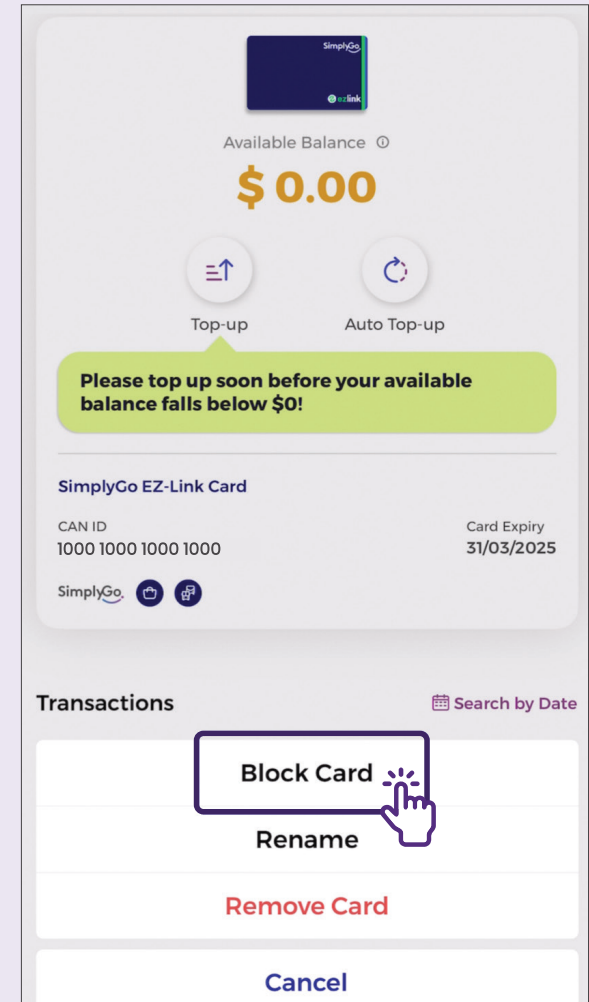 SimplyGo
ezlink
Available Balance
$ 0.00
Top-up
Auto Top-up
Please top up soon before your available
balance falls below $0!
SimplyGo EZ-Link Card
CAN ID
Card Expiry
1000 1000 1000 1000
31/03/2025
SimplyGo.
Transactions
Search by Date
Block Card
Rename
Remove Card
Cancel